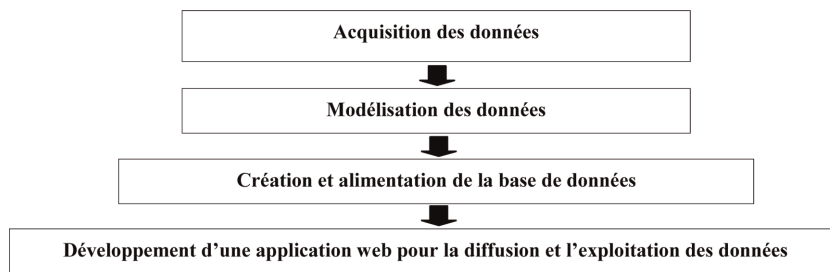 Acquisition des données
Modélisation des données
Création et alimentation de la base de données
Développement d’une application web pour la diffusion et l’exploitation des données